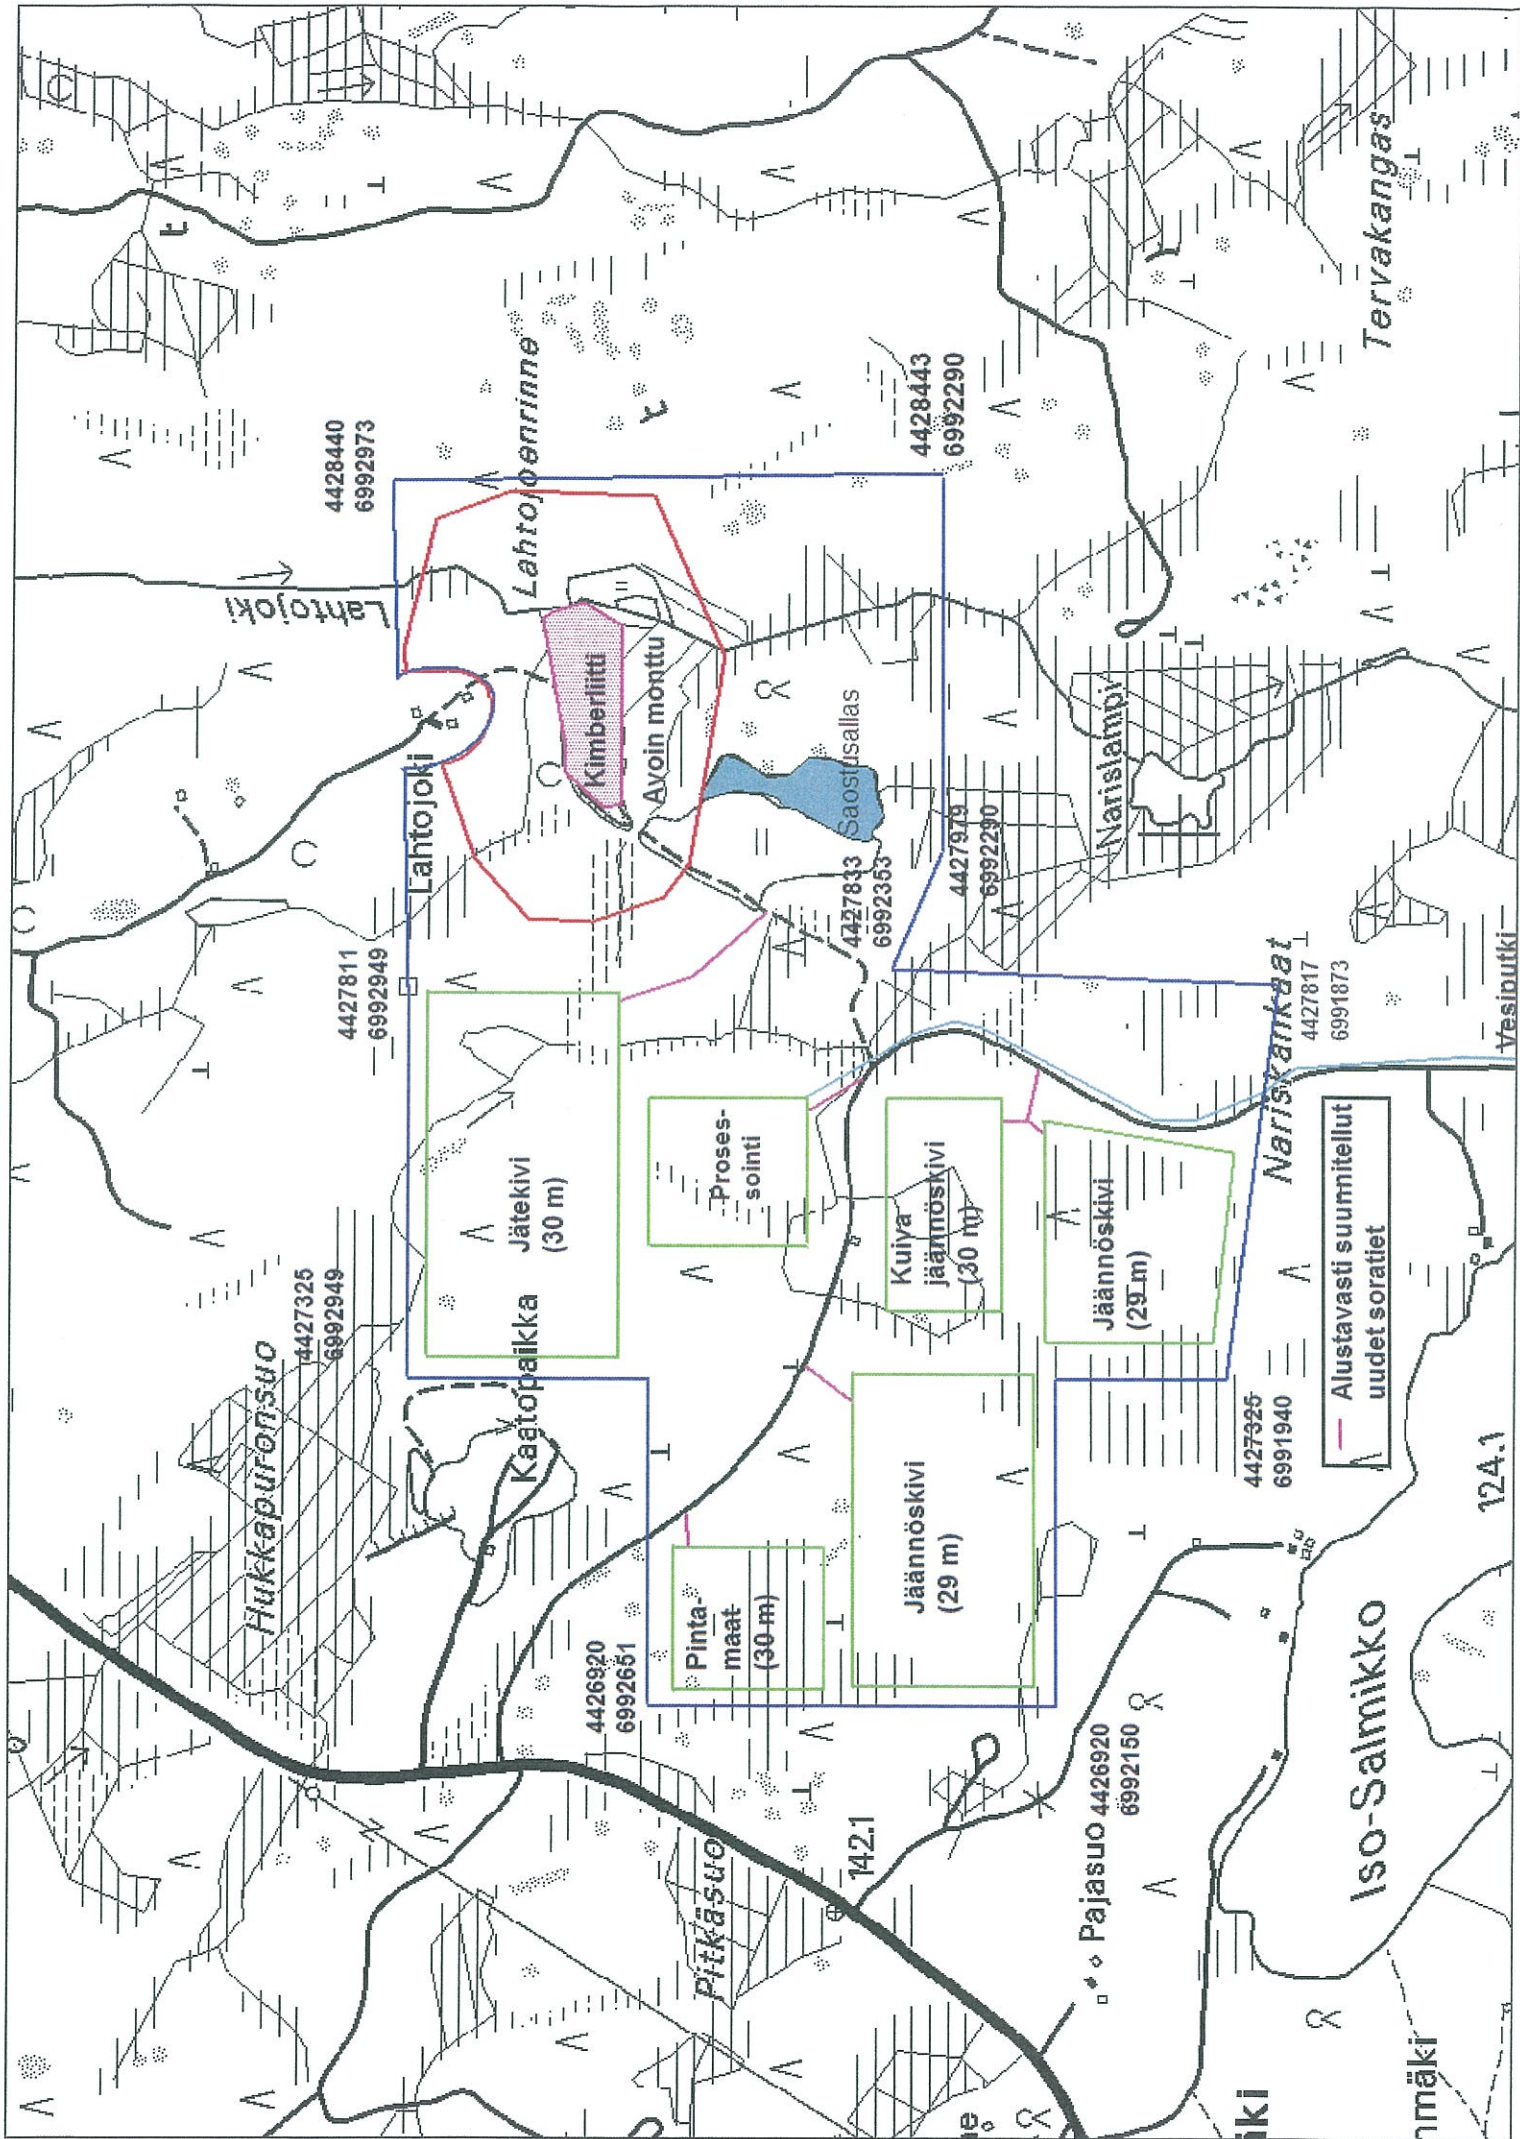 Hukkapuronsuo
4427325
6992949
Kaatopaikka
4427811
6992949
Lahtojoki
Lahtojoki
4428440
6992973
Lahtojoenrinne
Jätekivi
(30 m)
Kimberliitti
Avoin monttu
Saostusallas
Proses-
sointi
4426920
6992651
Pinta-
maat
(30 m)
Pitkäsuo
142.1
Jäännöskivi
(29 m)
Kuiva
jäännöskivi
(30 m)
Jäännöskivi
(29 m)
4427833
6992353
4427979
6992290
4428443
6992290
Narislampi
Tervakangas
Nariskankaat
4427817
6991873
Vesiputki
4427325
6991940
Alustavasti suunnitellut
uudet soratiet
Pajasuo
4426920
6992150
Iso-Salmikko
124.1
äki
nmäki